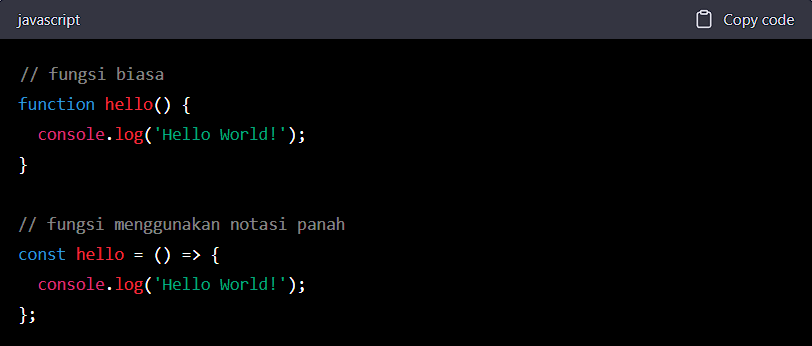 javascript
Copy code
// fungsi biasa
function hello() {
  console.log('Hello World!');
}
// fungsi menggunakan notasi panah
const hello = () => {
  console.log('Hello World!');
};